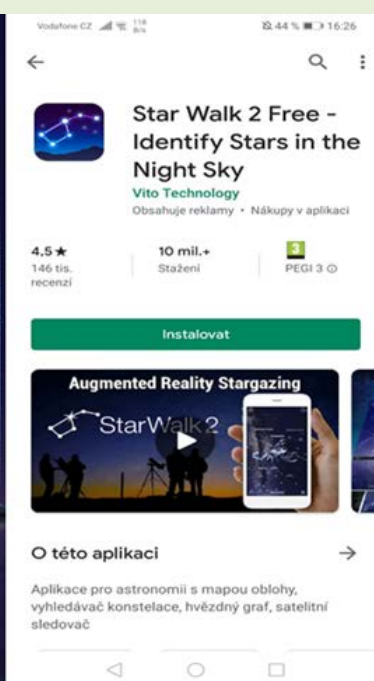 Vodafone CZ 118 B/s 44 % 16:26
Star Walk 2 Free -
Identify Stars in the
Night Sky
Vito Technology
Obsahuje reklamy • Nákupy v aplikaci
4,5★ 10 mil.+ 3
146 tis. Stažení PEGI 3
recenzí
Instalovat
Augmented Reality Stargazing
StarWalk2
O této aplikaci
Aplikace pro astronomii s mapou oblohy,
vyhledávač konstelace, hvězdný graf, satelitní
sledovač